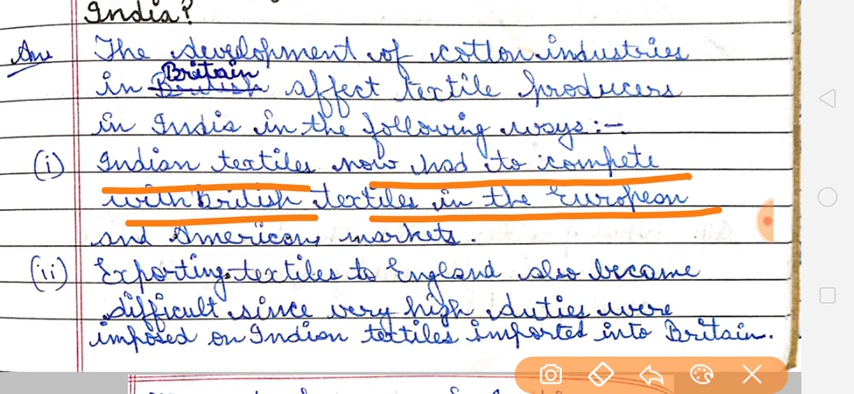 India?
Ans The development of cotton industries
in British Britain affect textile producers
in India in the following ways :-
(i) Indian textiles now had to compete
with British textiles in the European
and American markets.
(ii) Exporting textiles to England also became
difficult since very high duties were
imposed on Indian textiles imported into Britain.